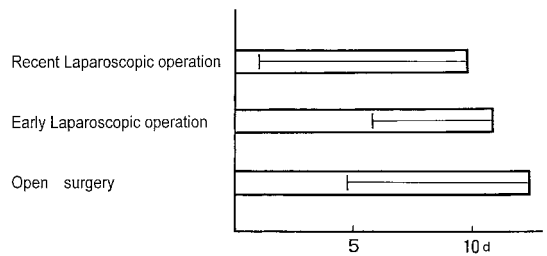 Recent Laparoscopic operation
Early Laparoscopic operation
Open surgery
5 10 d